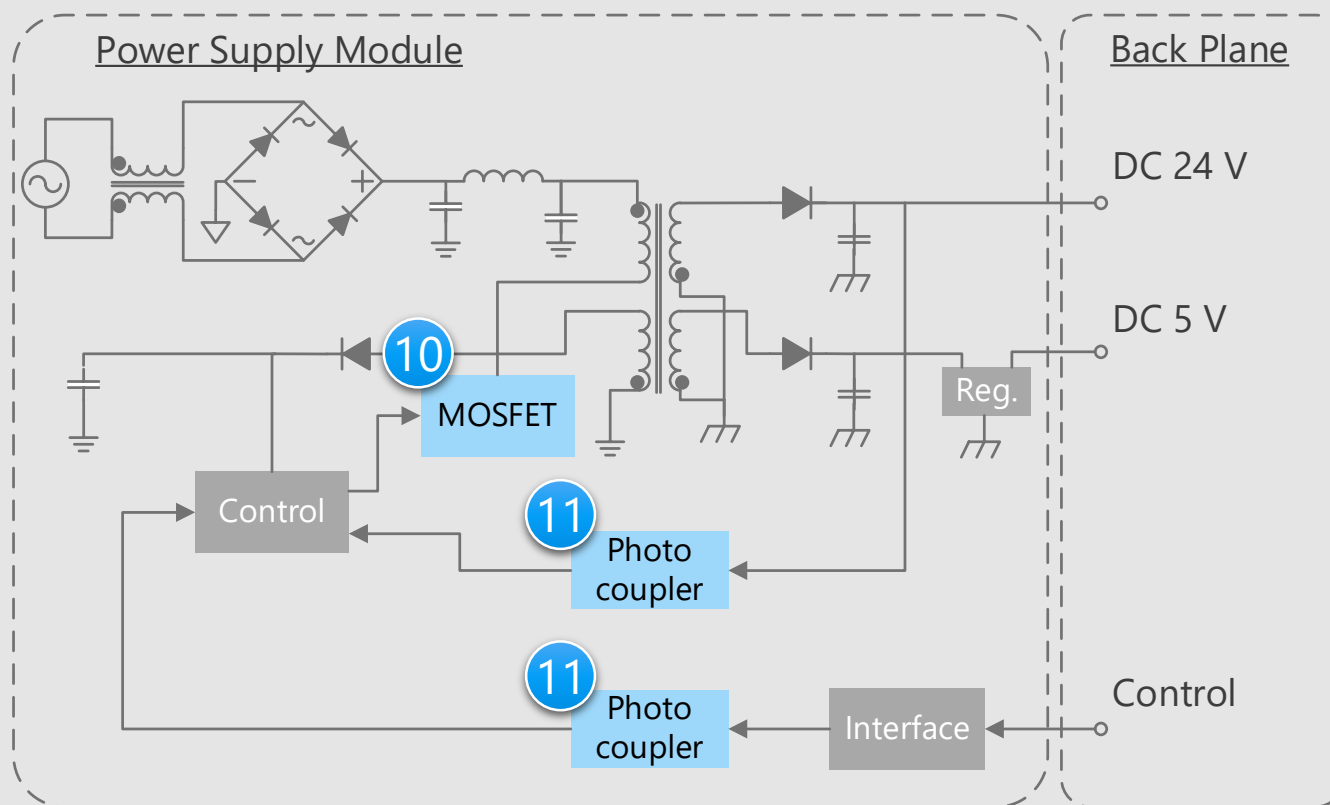 Power Supply Module
Back Plane
DC 24 V
DC 5 V
10
MOSFET
Reg.
Control
11
Photo
coupler
11
Photo
coupler
Interface
Control